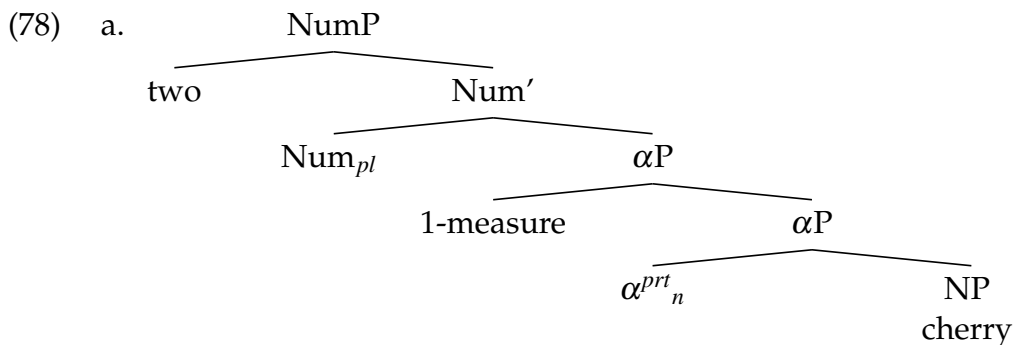 (78) a. NumP
two Num′
Num_pl αP
1-measure αP
α^prt_n NP
cherry